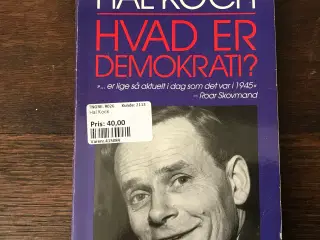 HAL KOCH
HVAD ER
DEMOKRATI?
»... er lige så aktuelt i dag som det var i 1945«
– Roar Skovmand
Hal Koch
Pris: 40,00